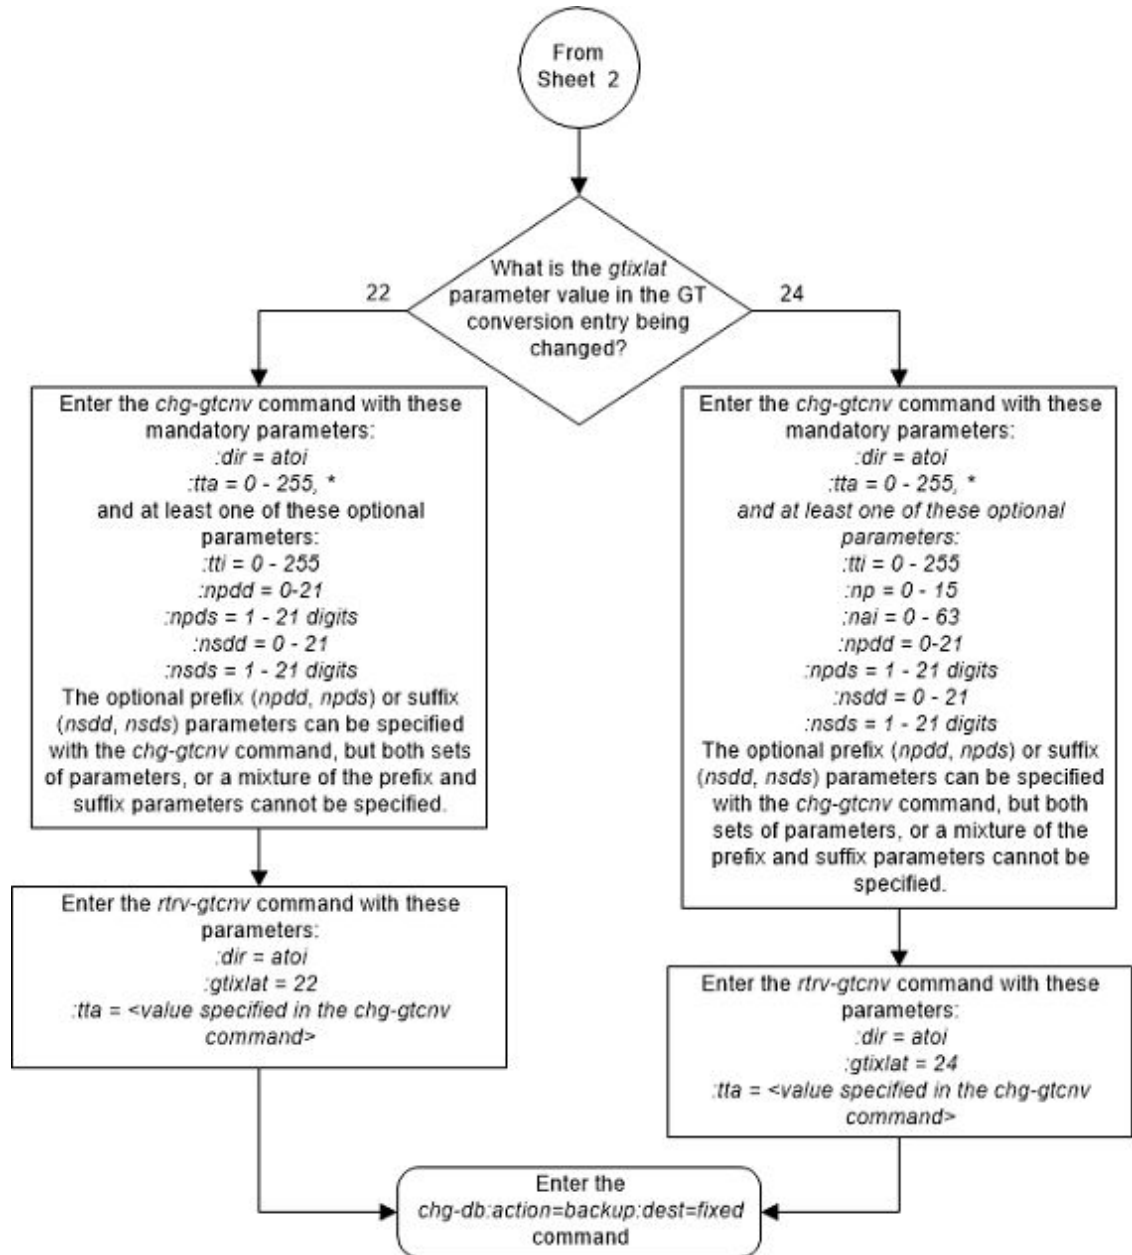 From
Sheet 2
What is the gtixlat
parameter value in the GT
conversion entry being
changed?
22
24
Enter the chg-gtcnv command with these
mandatory parameters:
:dir = atoi
:tta = 0 - 255, *
and at least one of these optional
parameters:
:tti = 0 - 255
:npdd = 0-21
:npds = 1 - 21 digits
:nsdd = 0 - 21
:nsds = 1 - 21 digits
The optional prefix (npdd, npds) or suffix
(nsdd, nsds) parameters can be specified
with the chg-gtcnv command, but both sets
of parameters, or a mixture of the prefix and
suffix parameters cannot be specified.
Enter the rtrv-gtcnv command with these
parameters:
:dir = atoi
:gtixlat = 22
:tta = <value specified in the chg-gtcnv
command>
Enter the chg-gtcnv command with these
mandatory parameters:
:dir = atoi
:tta = 0 - 255, *
and at least one of these optional
parameters:
:tti = 0 - 255
:np = 0 - 15
:nai = 0 - 63
:npdd = 0-21
:npds = 1 - 21 digits
:nsdd = 0 - 21
:nsds = 1 - 21 digits
The optional prefix (npdd, npds) or suffix
(nsdd, nsds) parameters can be specified
with the chg-gtcnv command, but both
sets of parameters, or a mixture of the
prefix and suffix parameters cannot be
specified.
Enter the rtrv-gtcnv command with these
parameters:
:dir = atoi
:gtixlat = 24
:tta = <value specified in the chg-gtcnv
command>
Enter the
chg-db:action=backup:dest=fixed
command